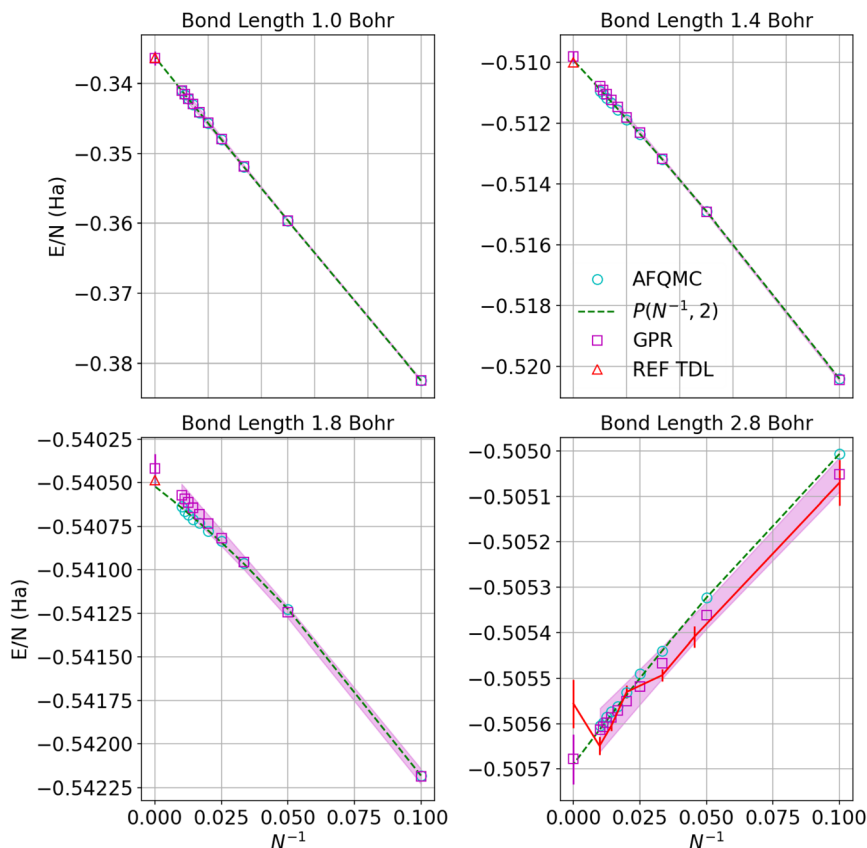 Bond Length 1.0 Bohr
Bond Length 1.4 Bohr
−0.34
−0.35
−0.36
−0.37
−0.38
E/N (Ha)
−0.510
−0.512
−0.514
−0.516
−0.518
−0.520
AFQMC
P(N⁻¹, 2)
GPR
REF TDL
Bond Length 1.8 Bohr
Bond Length 2.8 Bohr
−0.54025
−0.54050
−0.54075
−0.54100
−0.54125
−0.54150
−0.54175
−0.54200
−0.54225
E/N (Ha)
−0.5050
−0.5051
−0.5052
−0.5053
−0.5054
−0.5055
−0.5056
−0.5057
0.000 0.025 0.050 0.075 0.100
N⁻¹
0.000 0.025 0.050 0.075 0.100
N⁻¹